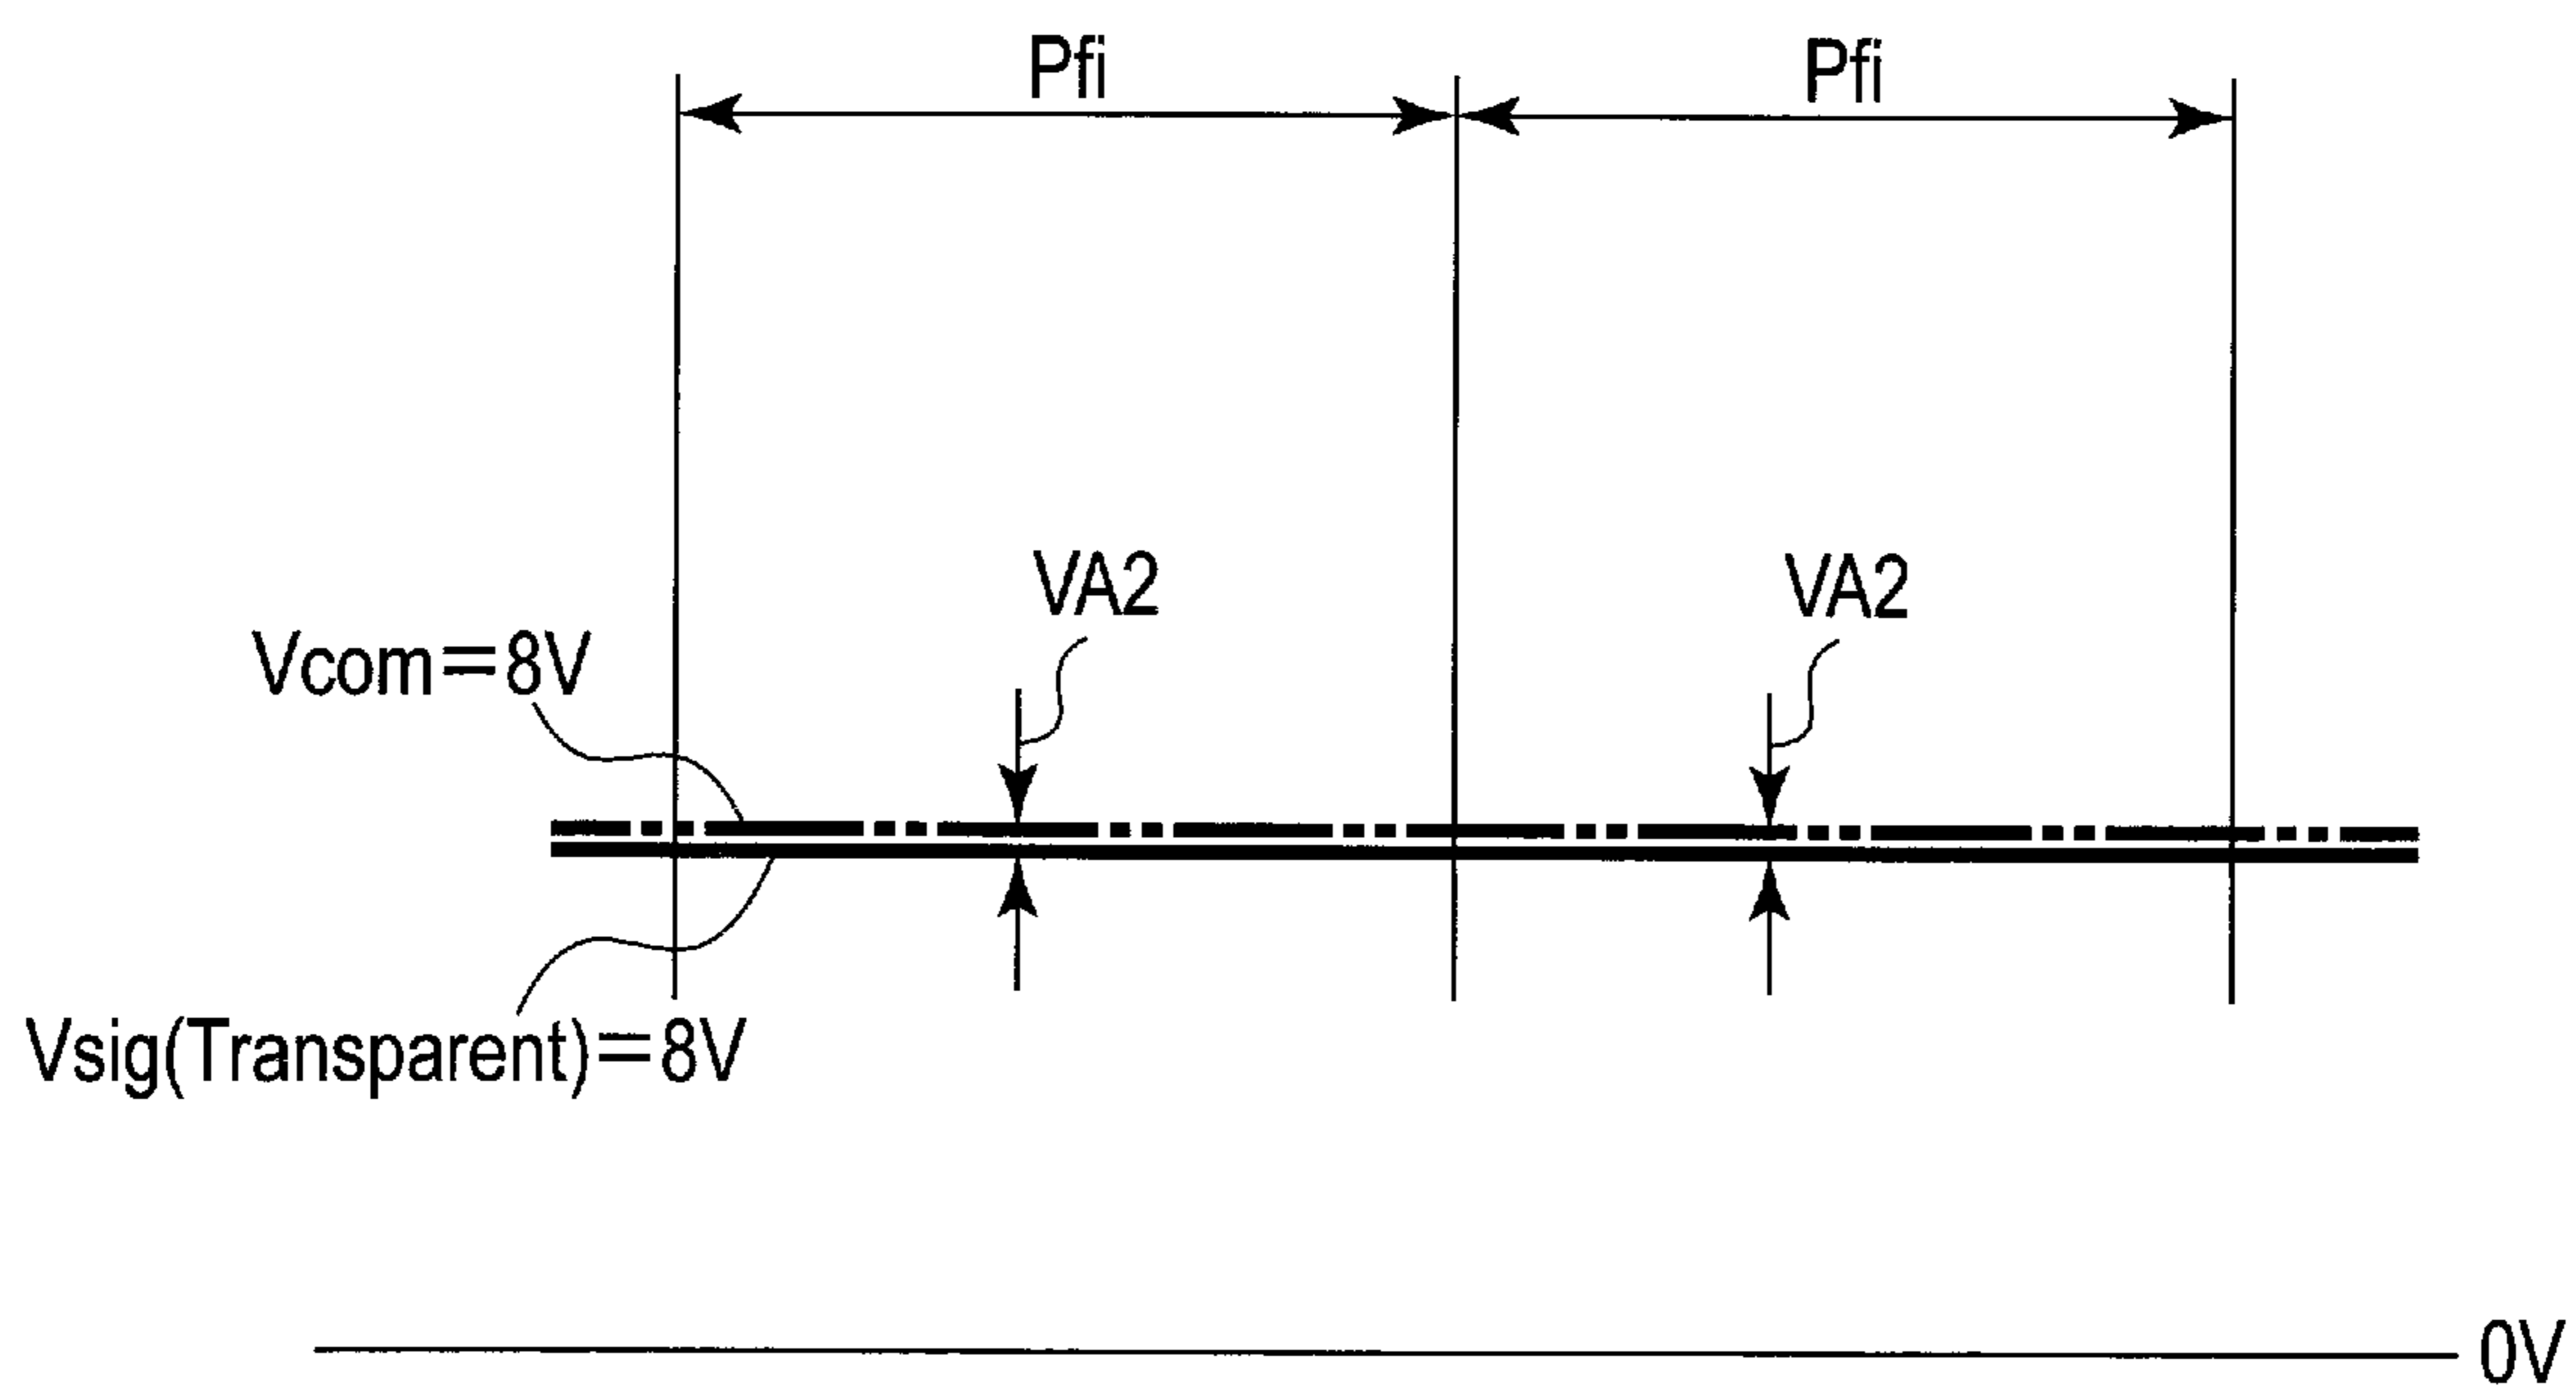 Pfi Pfi
VA2 VA2
Vcom=8V
Vsig(Transparent)=8V
0V